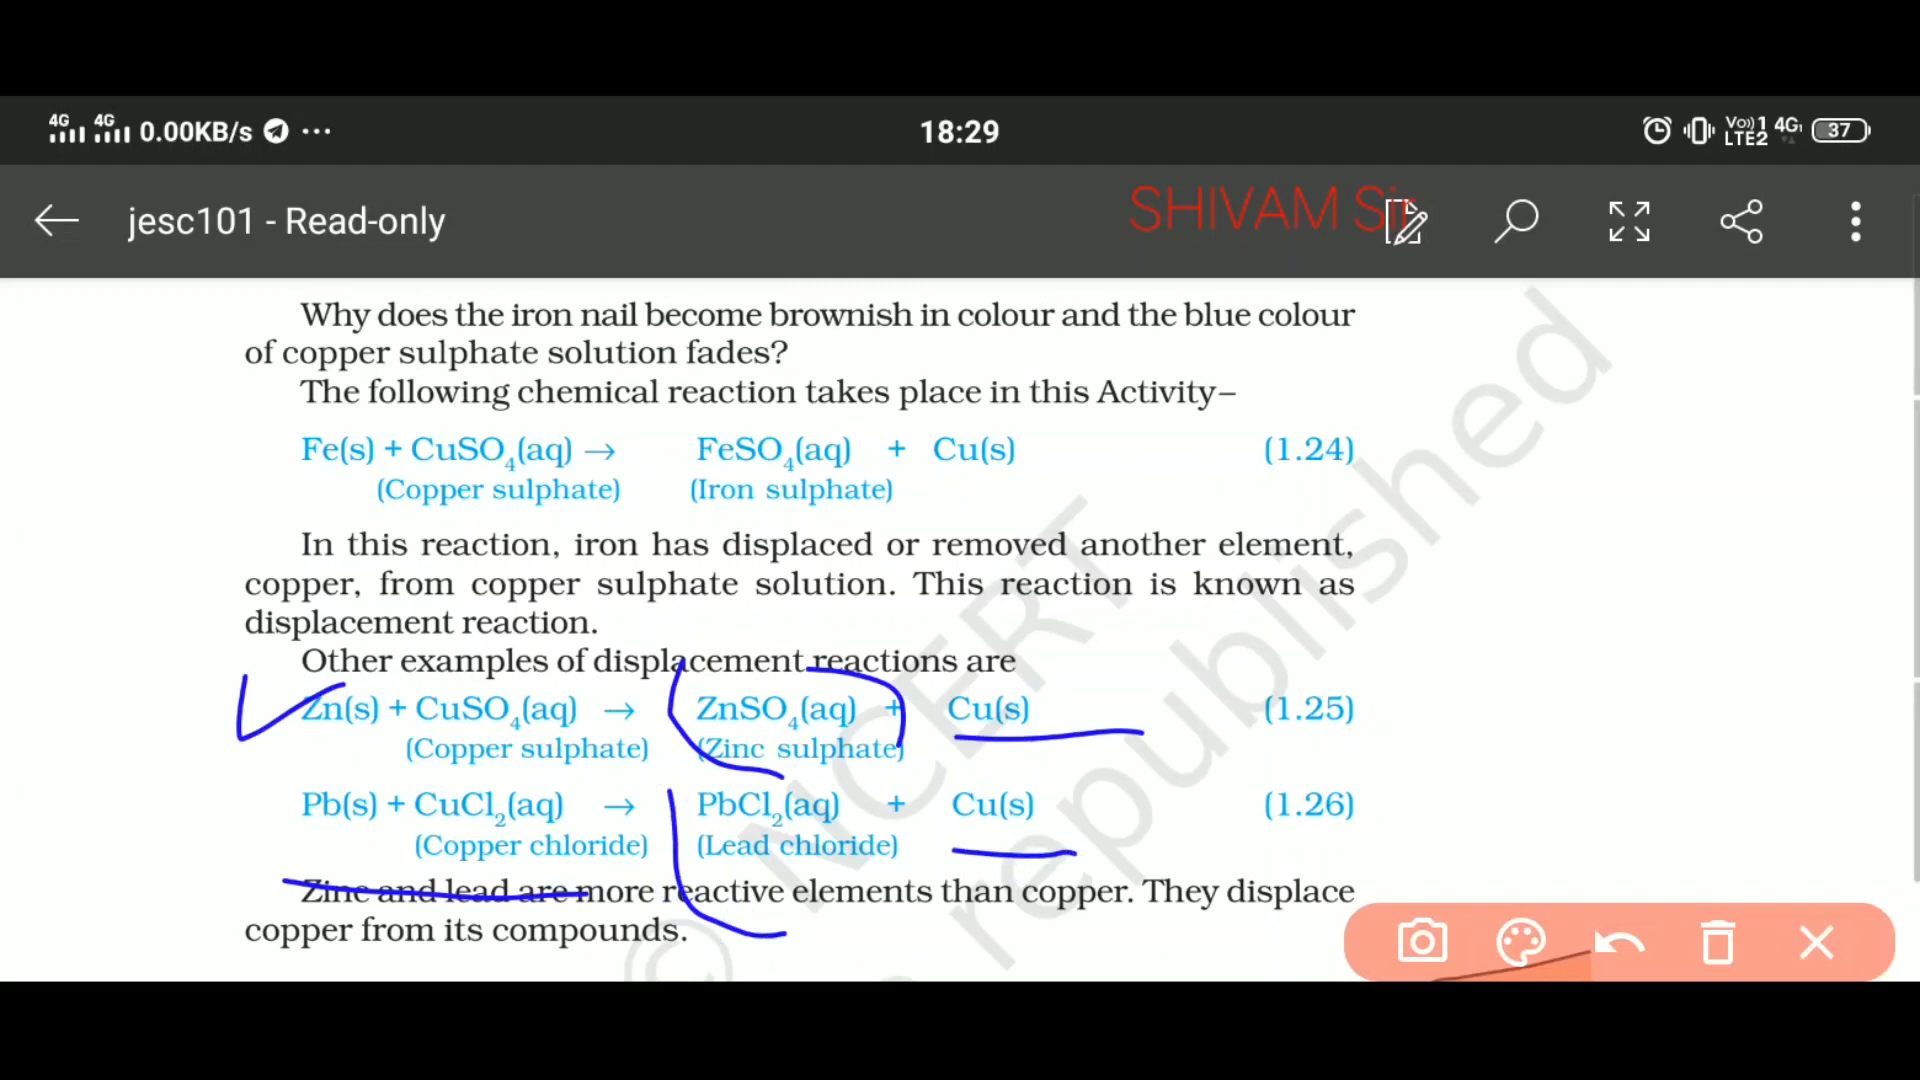 4G 4G 0.00KB/s ... 18:29 Vo)) 1 LTE2 4G 37
jesc101 - Read-only SHIVAM Sir
Why does the iron nail become brownish in colour and the blue colour
of copper sulphate solution fades?
The following chemical reaction takes place in this Activity–
Fe(s) + CuSO₄(aq) → FeSO₄(aq) + Cu(s) (1.24)
(Copper sulphate) (Iron sulphate)
In this reaction, iron has displaced or removed another element,
copper, from copper sulphate solution. This reaction is known as
displacement reaction.
Other examples of displacement reactions are
Zn(s) + CuSO₄(aq) → ZnSO₄(aq) + Cu(s) (1.25)
(Copper sulphate) (Zinc sulphate)
Pb(s) + CuCl₂(aq) → PbCl₂(aq) + Cu(s) (1.26)
(Copper chloride) (Lead chloride)
Zinc and lead are more reactive elements than copper. They displace
copper from its compounds.
© NCERT
republished